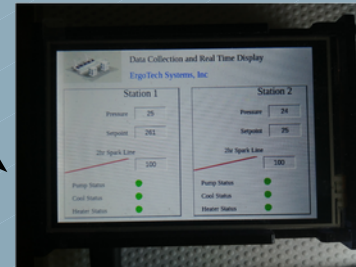 Data Collection and Real Time Display
ErgoTech Systems, Inc
Station 1
Pressure 25
Setpoint 261
2hr Spark Line
100
Pump Status
Cool Status
Heater Status
Station 2
Pressure 24
Setpoint 25
2hr Spark Line
100
Pump Status
Cool Status
Heater Status